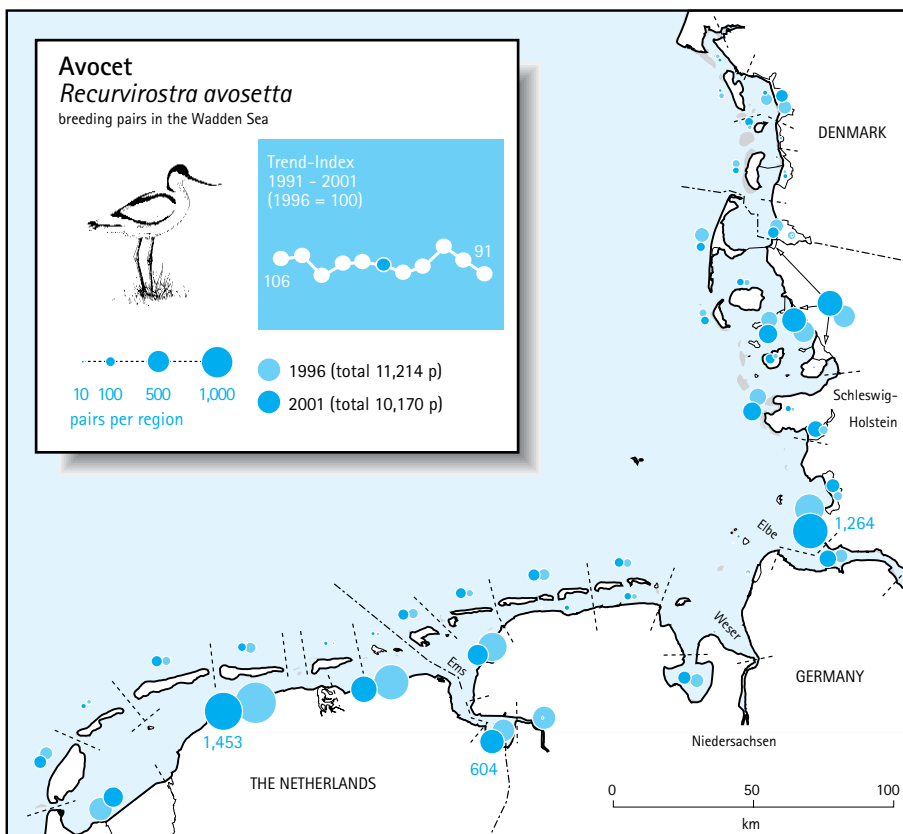 Avocet
Recurvirostra avosetta
breeding pairs in the Wadden Sea
Trend-Index
1991 - 2001
(1996 = 100)
106
91
10 100 500 1,000
pairs per region
1996 (total 11,214 p)
2001 (total 10,170 p)
DENMARK
Schleswig-
Holstein
1,264
Elbe
Weser
Ems
GERMANY
1,453
604
Niedersachsen
THE NETHERLANDS
0 50 100
km